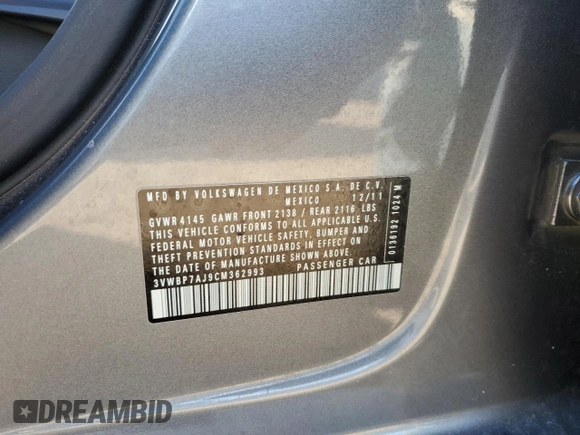 MFD BY VOLKSWAGEN DE MEXICO S.A. DE C.V.
MEXICO 12/11
GVWR 4145 GAWR FRONT 2138 / REAR 2116 LBS
THIS VEHICLE CONFORMS TO ALL APPLICABLE U.S.
FEDERAL MOTOR VEHICLE SAFETY, BUMPER AND
THEFT PREVENTION STANDARDS IN EFFECT ON
THE DATE OF MANUFACTURE SHOWN ABOVE.
3VWBP7AJ9CM362993 PASSENGER CAR
0136192 1024 M
DREAMBID